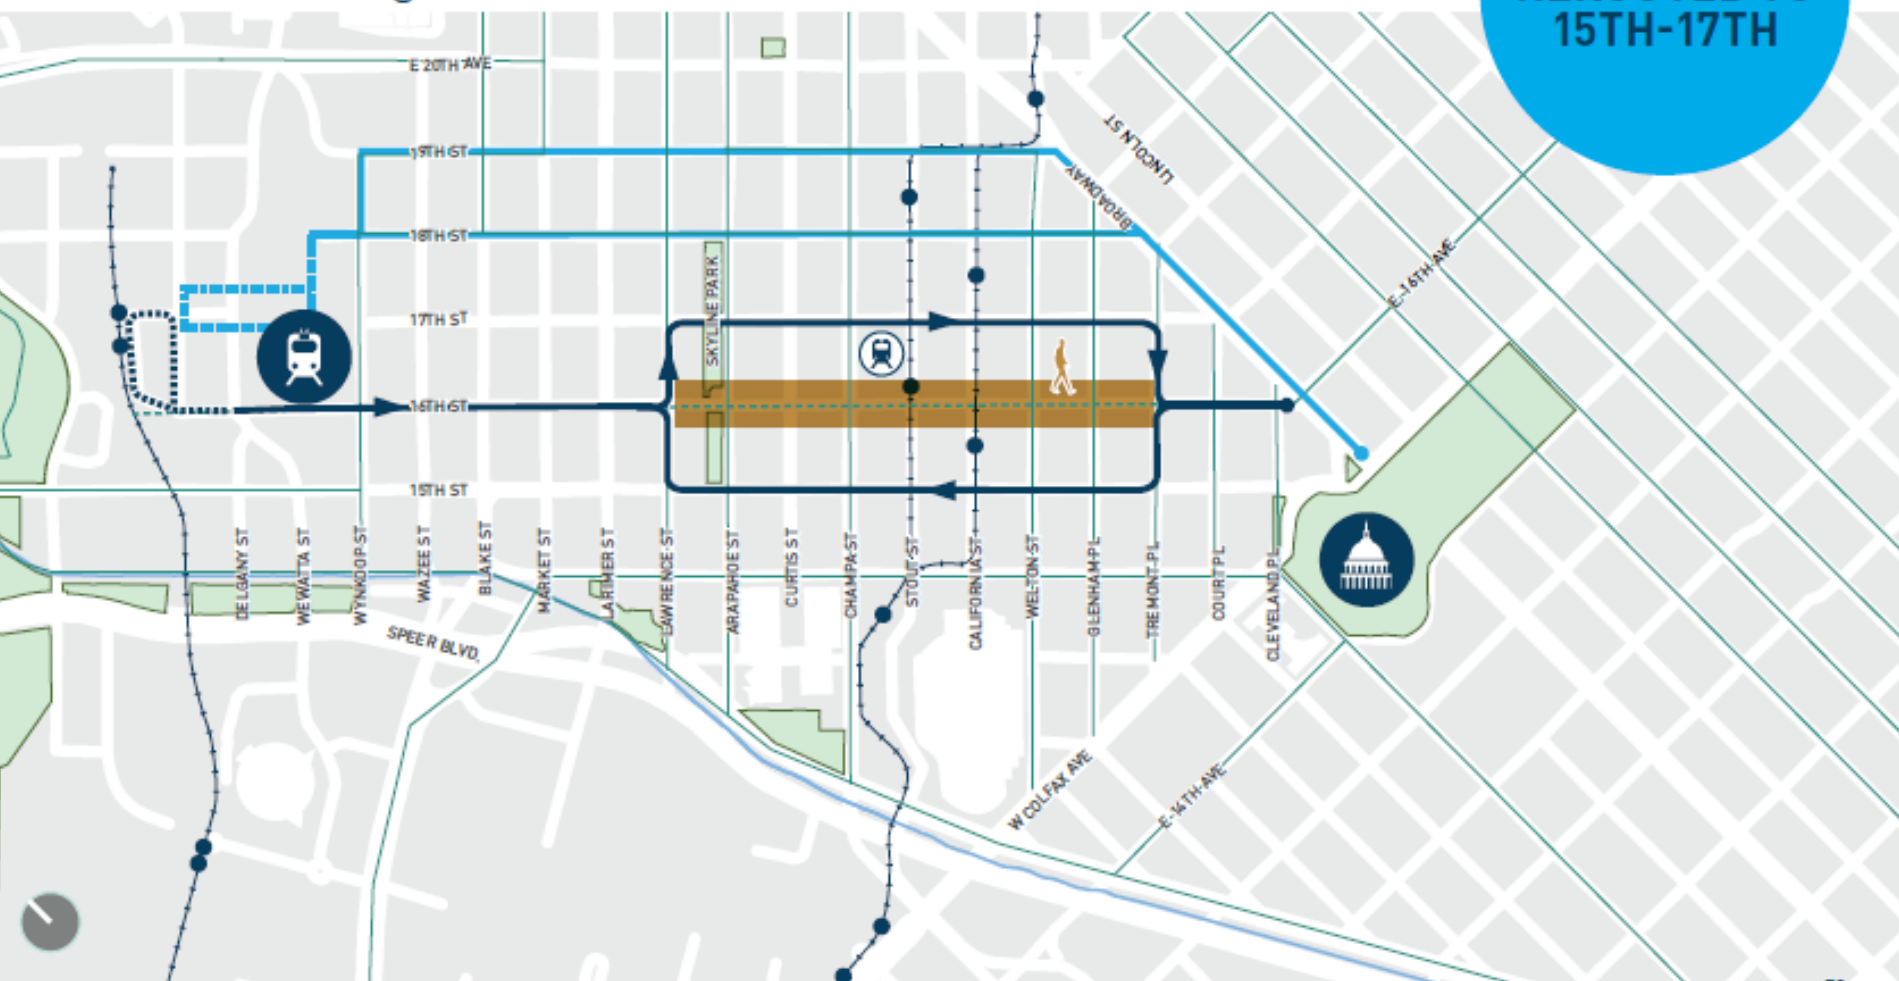 15TH-17TH
E 20TH AVE
LINCOLN ST
19TH ST
BROADWAY
18TH ST
E 16TH AVE
SKYLINE PARK
17TH ST
16TH ST
15TH ST
DELGANY ST
WEWATTA ST
WYNKOOP ST
WAZEE ST
BLAKE ST
MARKET ST
LARIMER ST
LAWRENCE ST
ARAPAHOE ST
CURTIS ST
CHAMPA ST
STOUT ST
CALIFORNIA ST
WELTON ST
GLENHAM PL
TREMONT PL
COURT PL
CLEVELAND PL
SPEER BLVD.
W COLFAX AVE
E 14TH AVE